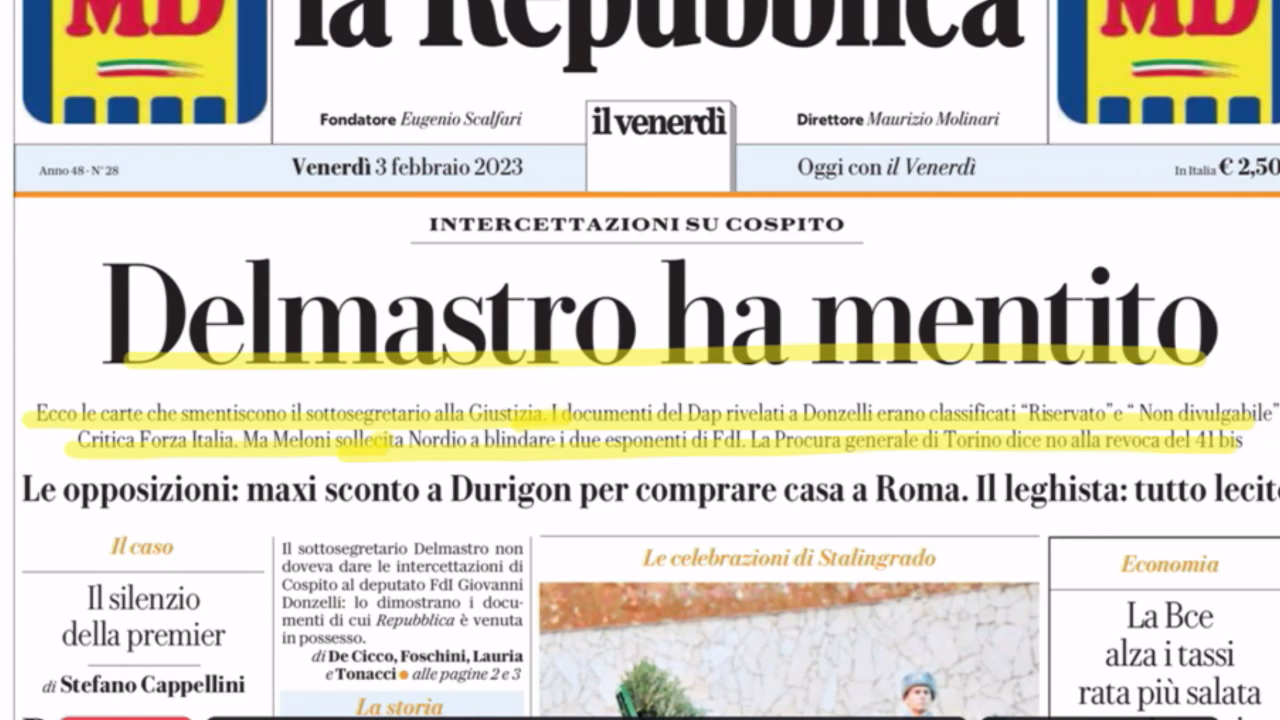 MD
la Repubblica
MD
Fondatore Eugenio Scalfari
il venerdì
Direttore Maurizio Molinari
Anno 48 - N° 28
Venerdì 3 febbraio 2023
Oggi con il Venerdì
In Italia € 2,50
INTERCETTAZIONI SU COSPITO
Delmastro ha mentito
Ecco le carte che smentiscono il sottosegretario alla Giustizia. I documenti del Dap rivelati a Donzelli erano classificati “Riservato”e “ Non divulgabile”
Critica Forza Italia. Ma Meloni sollecita Nordio a blindare i due esponenti di FdI. La Procura generale di Torino dice no alla revoca del 41 bis
Le opposizioni: maxi sconto a Durigon per comprare casa a Roma. Il leghista: tutto lecito
Il caso
Il silenzio
della premier
di Stefano Cappellini
Il sottosegretario Delmastro non
doveva dare le intercettazioni di
Cospito al deputato FdI Giovanni
Donzelli: lo dimostrano i docu-
menti di cui Repubblica è venuta
in possesso.
di De Cicco, Foschini, Lauria
e Tonacci ● alle pagine 2 e 3
La storia
Le celebrazioni di Stalingrado
Economia
La Bce
alza i tassi
rata più salata